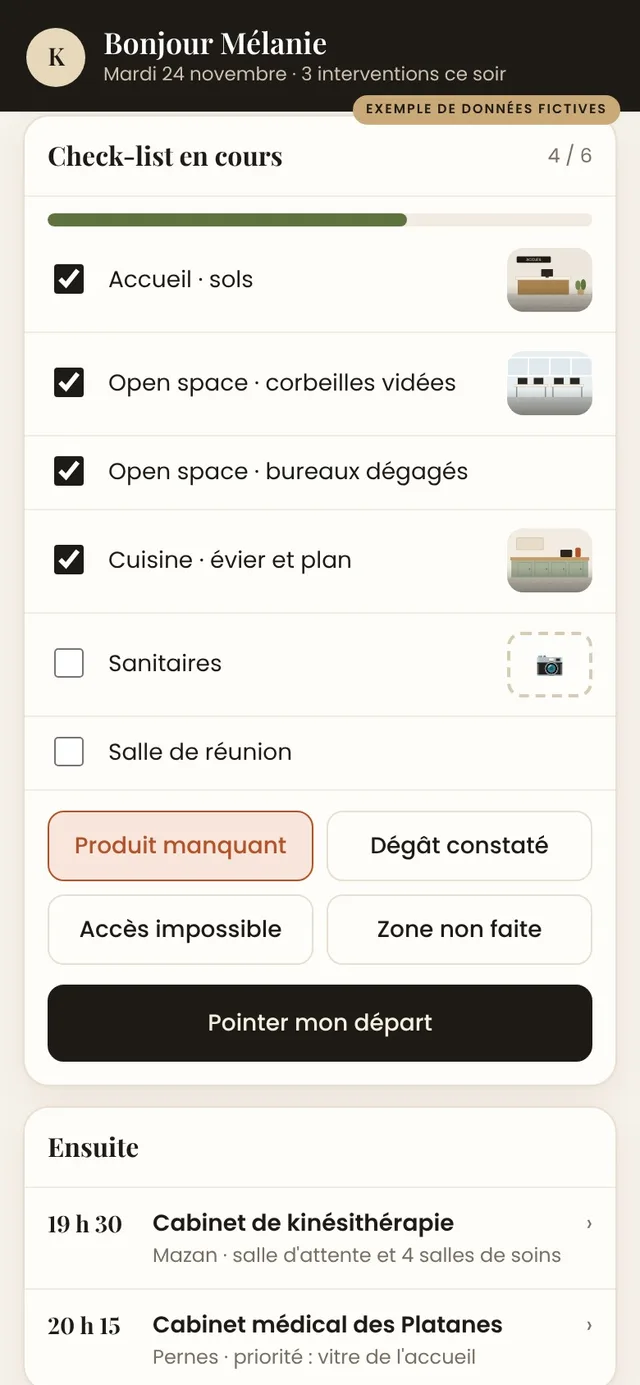 K
Bonjour Mélanie
Mardi 24 novembre · 3 interventions ce soir
EXEMPLE DE DONNÉES FICTIVES
Check-list en cours
4 / 6
Accueil · sols
Open space · corbeilles vidées
Open space · bureaux dégagés
Cuisine · évier et plan
Sanitaires
Salle de réunion
Produit manquant
Dégât constaté
Accès impossible
Zone non faite
Pointer mon départ
Ensuite
19 h 30
Cabinet de kinésithérapie
Mazan · salle d'attente et 4 salles de soins
20 h 15
Cabinet médical des Platanes
Pernes · priorité : vitre de l'accueil